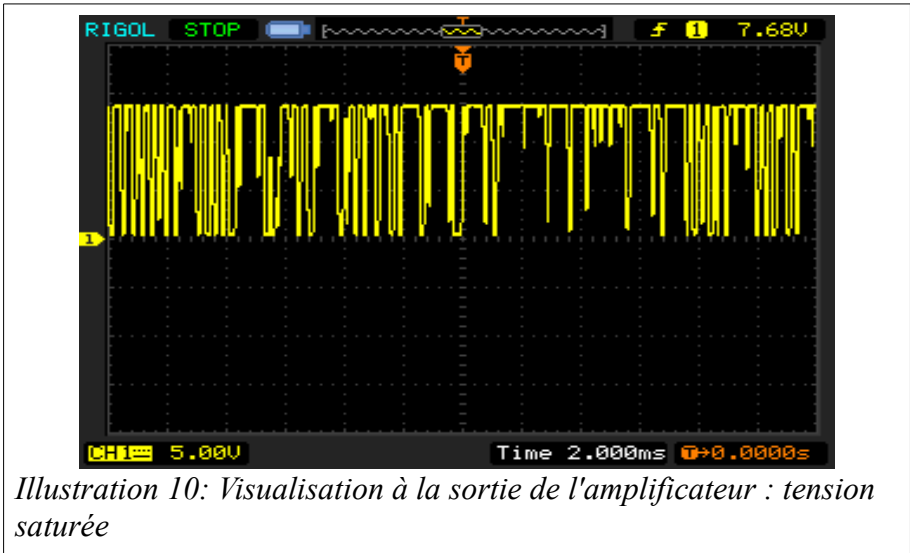 RIGOL STOP T f 1 7.68V
T
1
CH1 5.00V Time 2.000ms T→0.0000s
Illustration 10: Visualisation à la sortie de l'amplificateur : tension
saturée